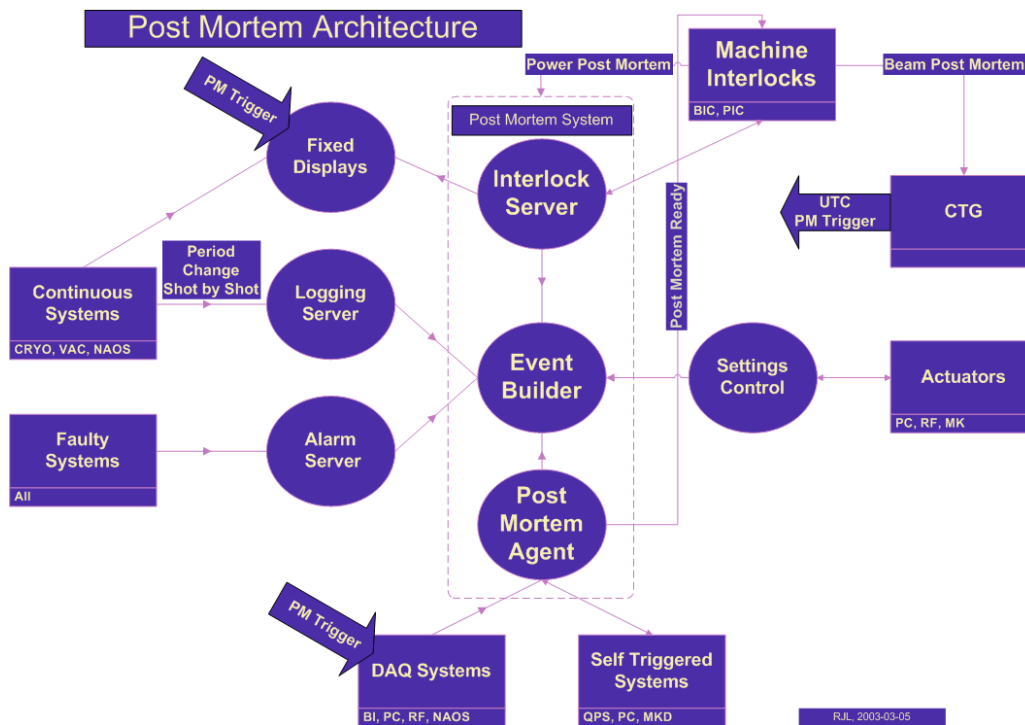 Post Mortem Architecture
Machine
Interlocks
BIC, PIC
Power Post Mortem
Beam Post Mortem
PM Trigger
Post Mortem System
Fixed
Displays
Interlock
Server
UTC
PM Trigger
CTG
Post Mortem Ready
Period
Change
Shot by Shot
Continuous
Systems
CRYO, VAC, NAOS
Logging
Server
Event
Builder
Settings
Control
Actuators
PC, RF, MK
Faulty
Systems
All
Alarm
Server
Post
Mortem
Agent
PM Trigger
DAQ Systems
BI, PC, RF, NAOS
Self Triggered
Systems
QPS, PC, MKD
RJL, 2003-03-05